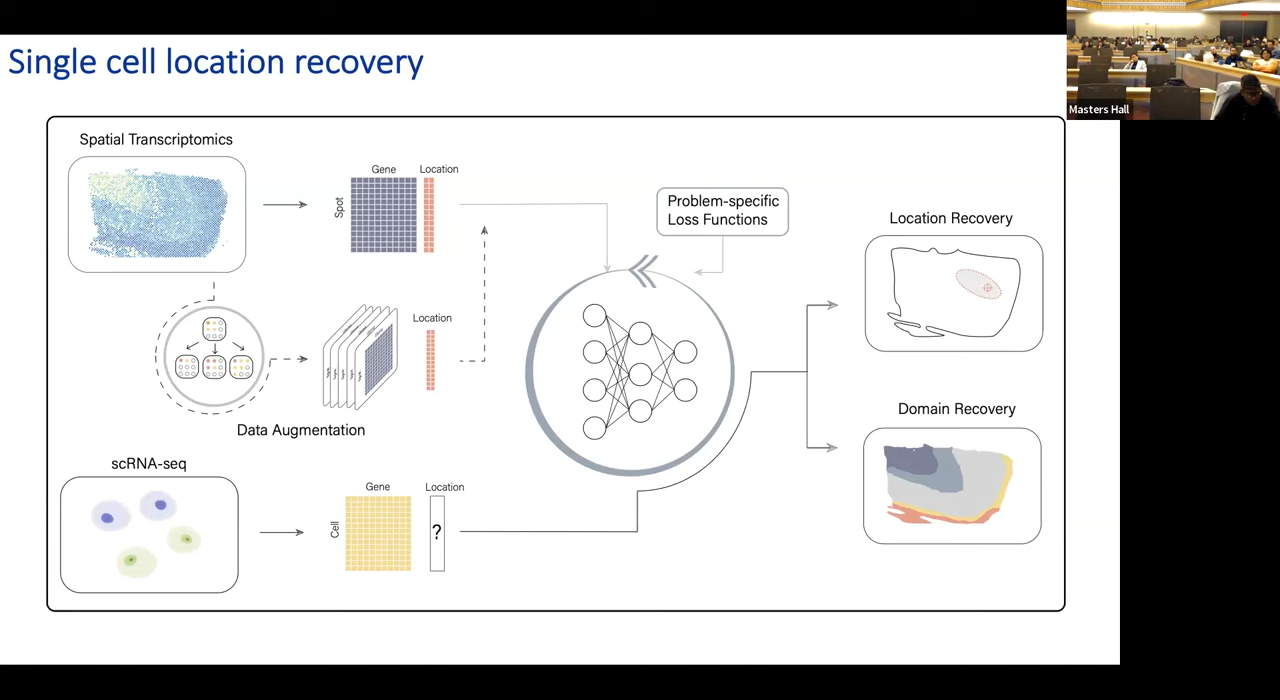 Single cell location recovery
Masters Hall
Spatial Transcriptomics
Gene
Location
Spot
Problem-specific
Loss Functions
Location Recovery
Location
Data Augmentation
Domain Recovery
scRNA-seq
Gene
Location
Cell
?